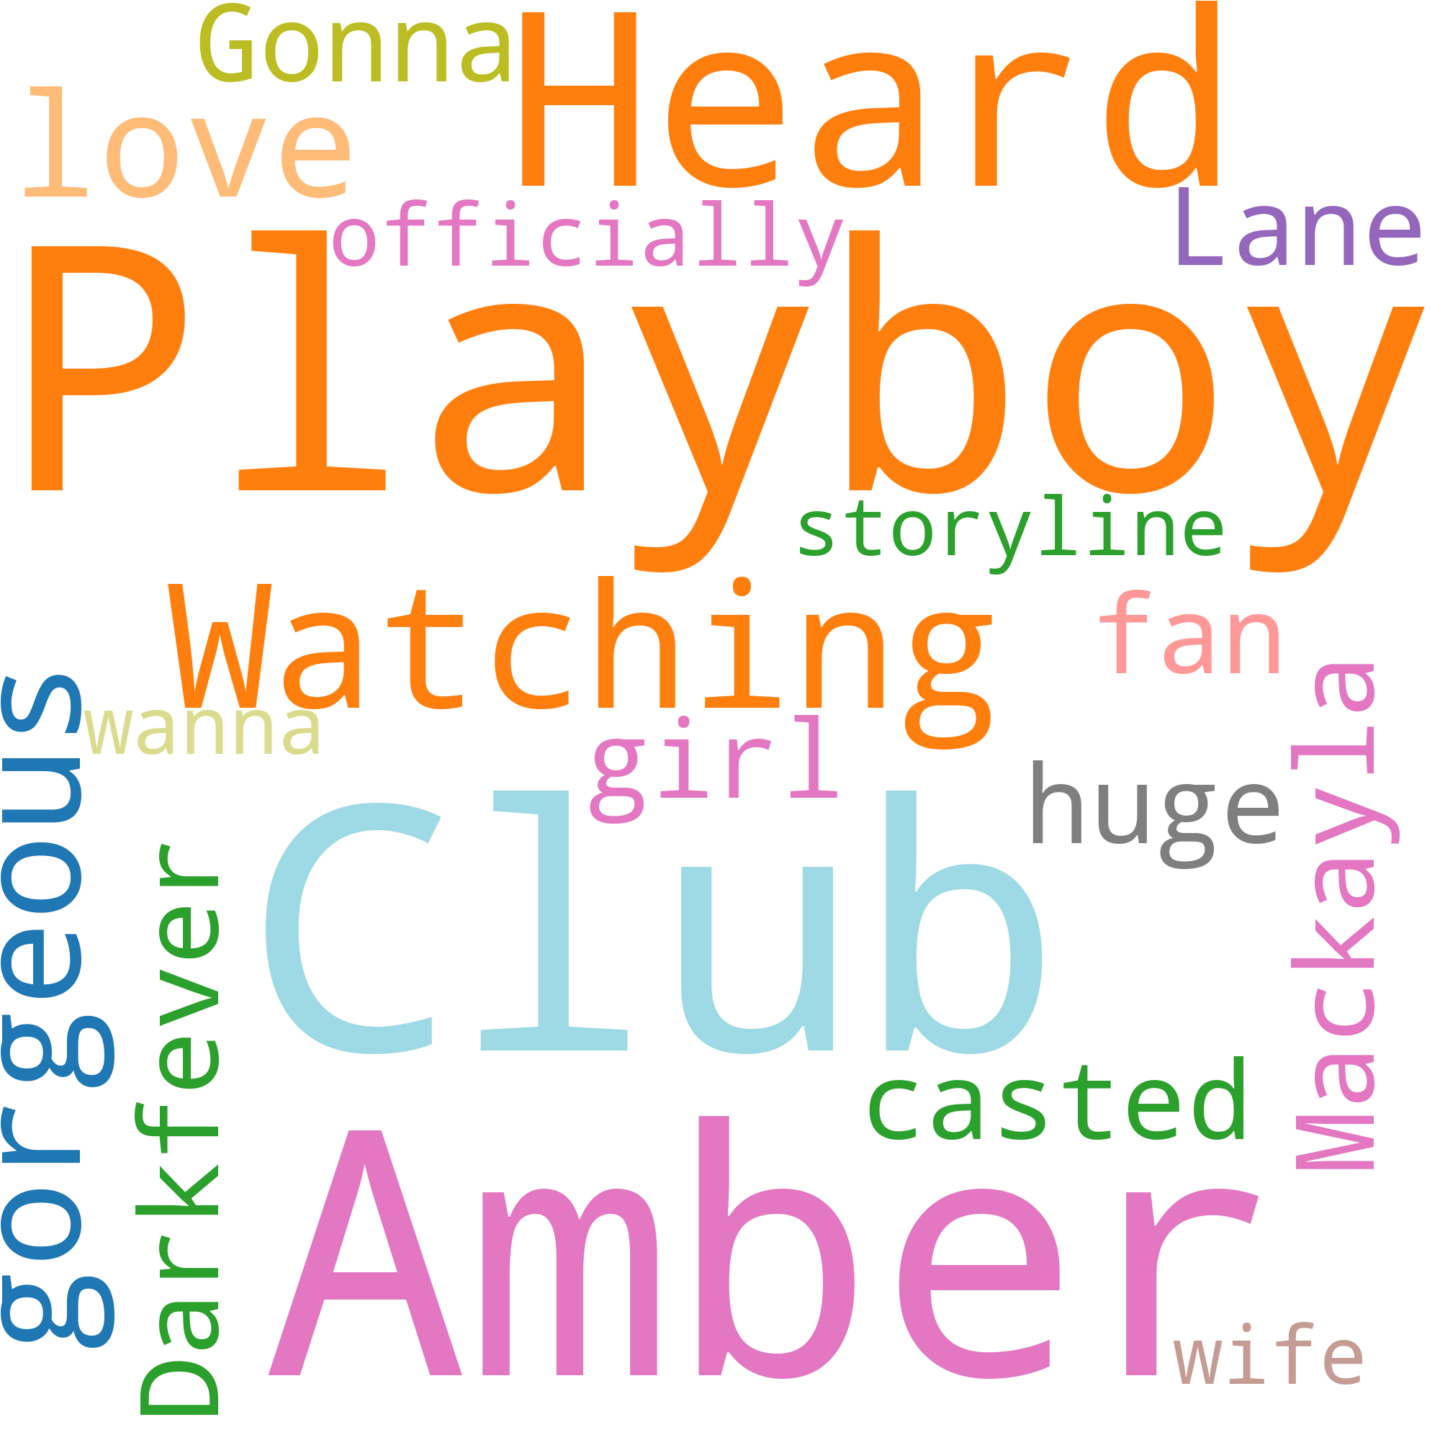 Gonna
Heard
love
officially
Lane
Playboy
storyline
Watching
fan
wanna
girl
huge
Mackayla
gorgeous
Darkfever
Club
casted
Amber
wife